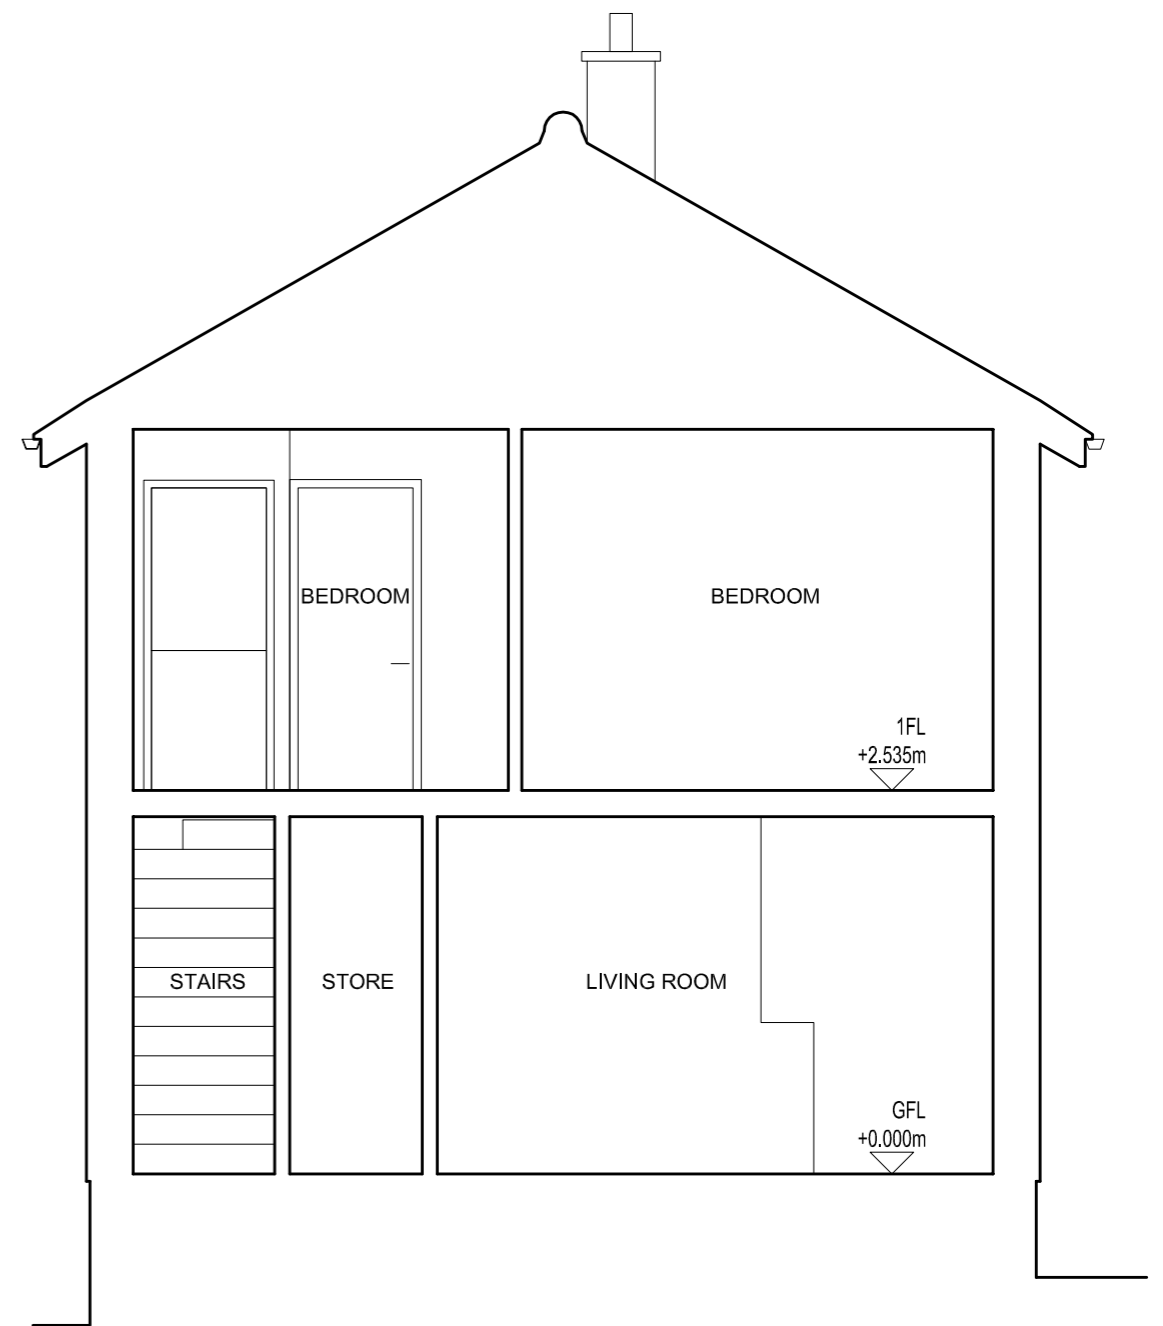 BEDROOM
BEDROOM
1FL
+2.535m
STAIRS
STORE
LIVING ROOM
GFL
+0.000m